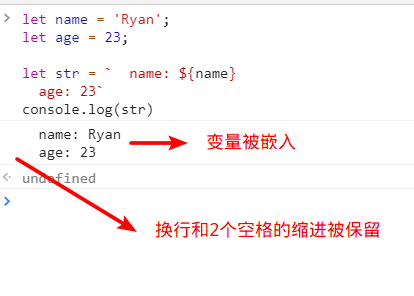 let name = 'Ryan';
let age = 23;
let str = `  name: ${name}
  age: 23`
console.log(str)
  name: Ryan
  age: 23
变量被嵌入
undefined
换行和2个空格的缩进被保留